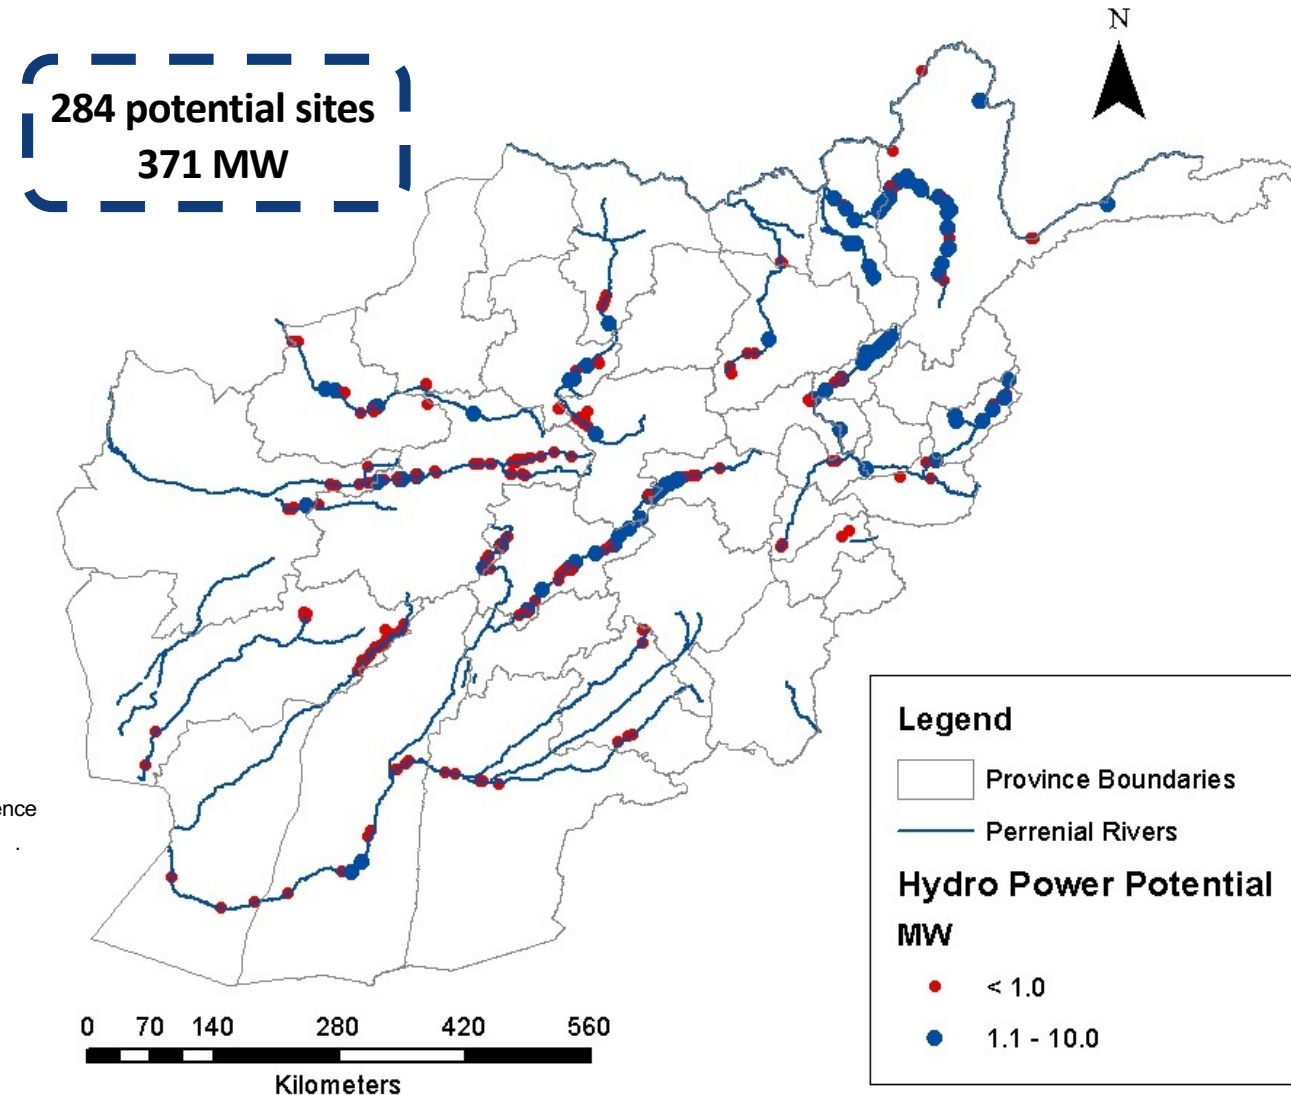 N
284 potential sites
371 MW
ence
.
Legend
Province Boundaries
Perrenial Rivers
Hydro Power Potential
MW
< 1.0
1.1 - 10.0
0 70 140 280 420 560
Kilometers